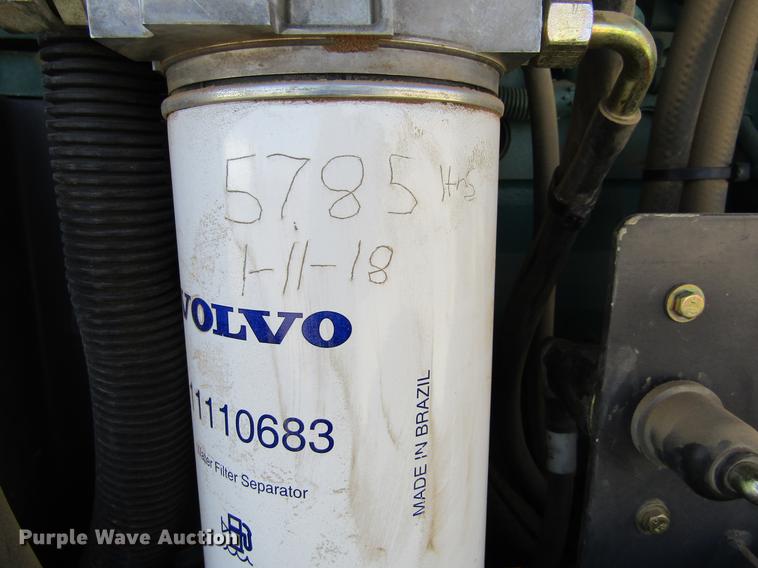 5785 Hrs
1-11-18
VOLVO
11110683
Water Filter Separator
MADE IN BRAZIL
Purple Wave Auction